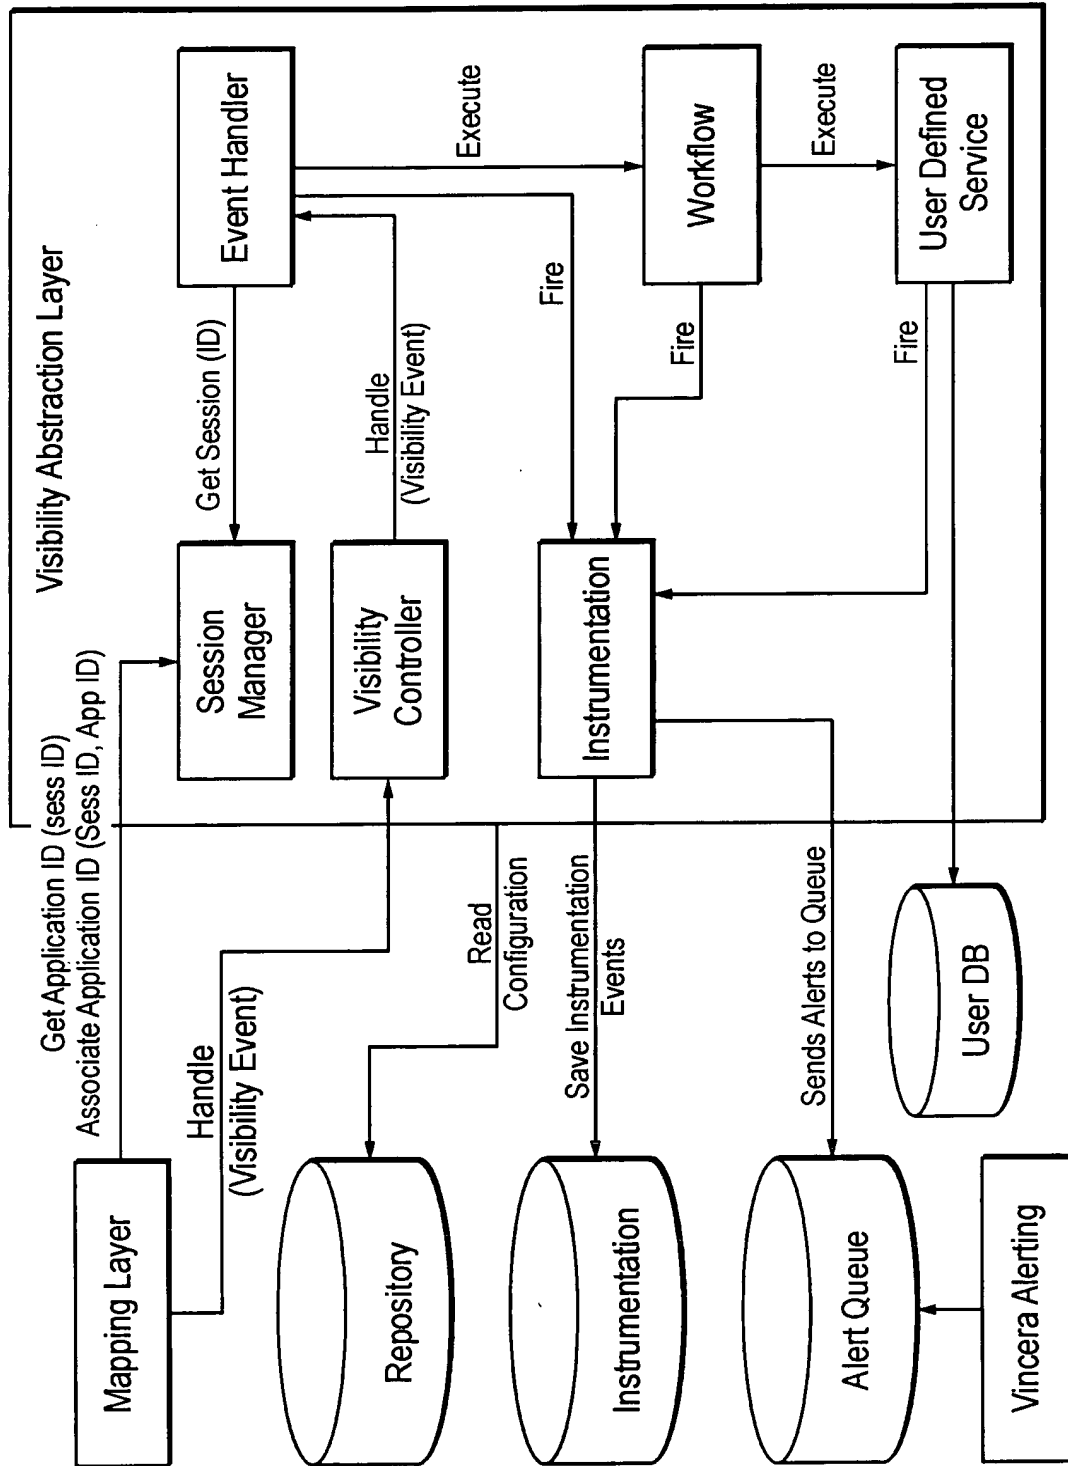 Visibility Abstraction Layer
Get Application ID (sess ID)
Associate Application ID (Sess ID, App ID)
Mapping Layer
Handle
(Visibility Event)
Session
Manager
Get Session (ID)
Event Handler
Visibility
Controller
Handle
(Visibility Event)
Execute
Fire
Repository
Read
Configuration
Instrumentation
Save Instrumentation
Events
Instrumentation
Fire
Workflow
Execute
Alert Queue
Sends Alerts to Queue
Fire
User Defined
Service
User DB
Vincera Alerting